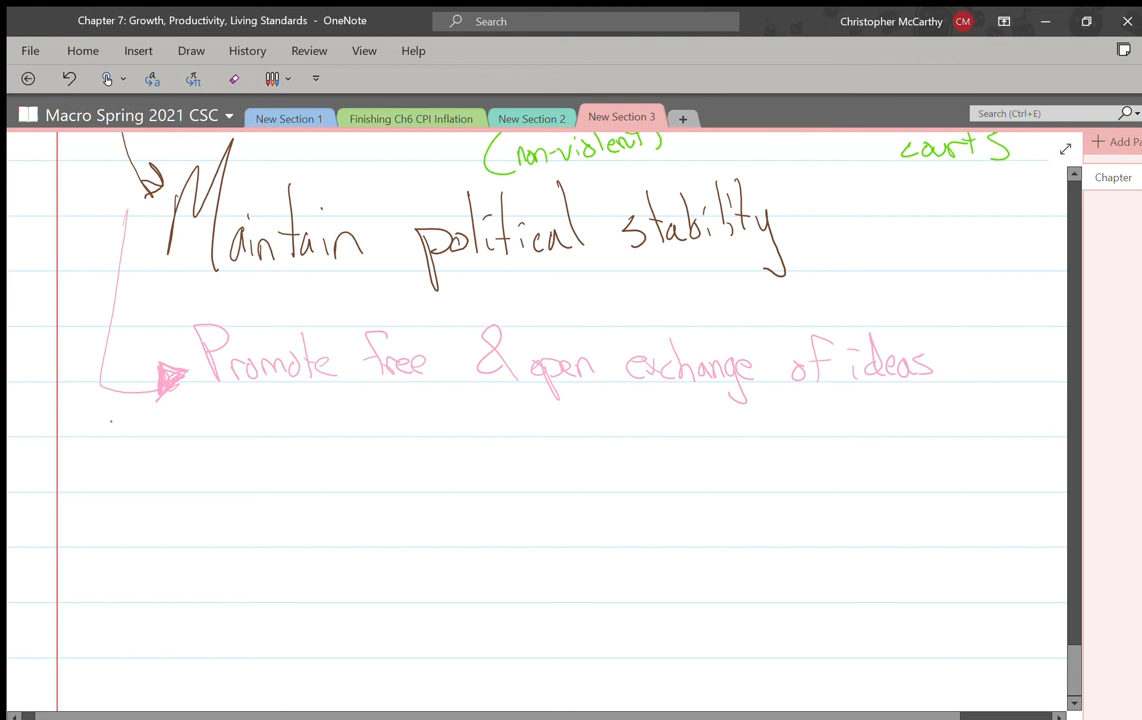 Chapter 7: Growth, Productivity, Living Standards - OneNote
Search
Christopher McCarthy CM
File Home Insert Draw History Review View Help
Macro Spring 2021 CSC
New Section 1
Finishing Ch6 CPI Inflation
New Section 2
New Section 3
Search (Ctrl+E)
Add Pa
Chapter
(non-violent) courts
Maintain political stability
Promote free & open exchange of ideas